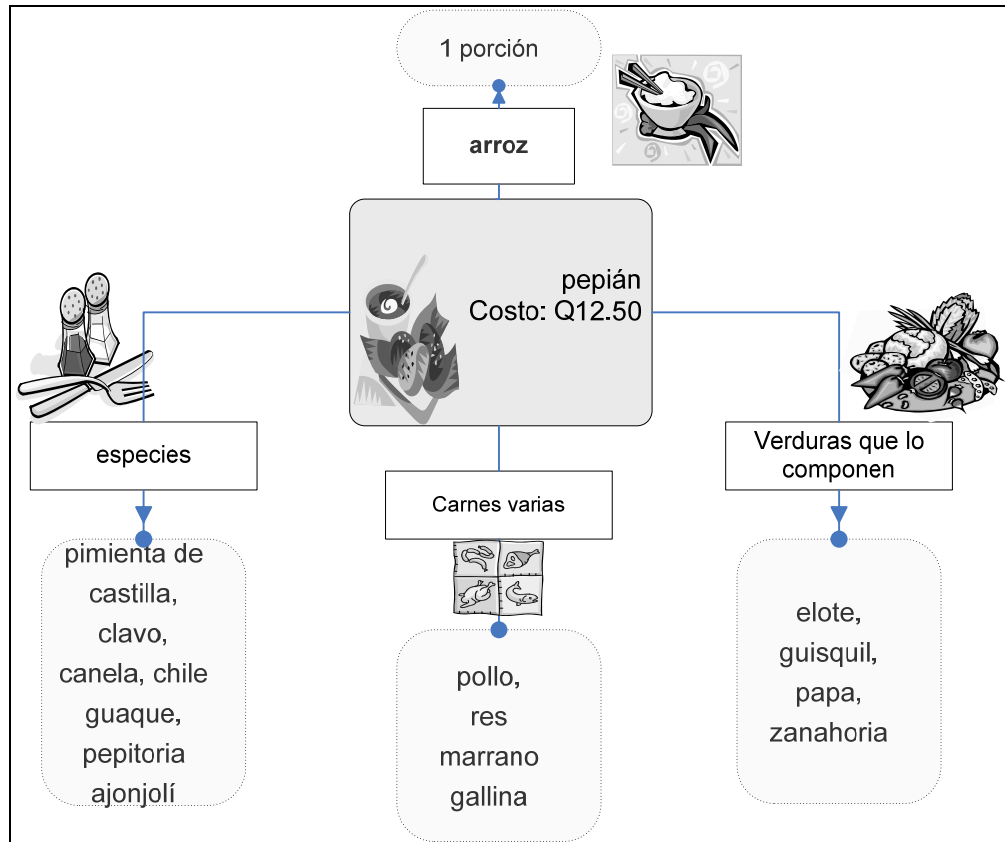 1 porción
arroz
pepián
Costo: Q12.50
especies
pimienta de
castilla,
clavo,
canela, chile
guaque,
pepitoria
ajonjolí
Carnes varias
pollo,
res
marrano
gallina
Verduras que lo
componen
elote,
guisquil,
papa,
zanahoria